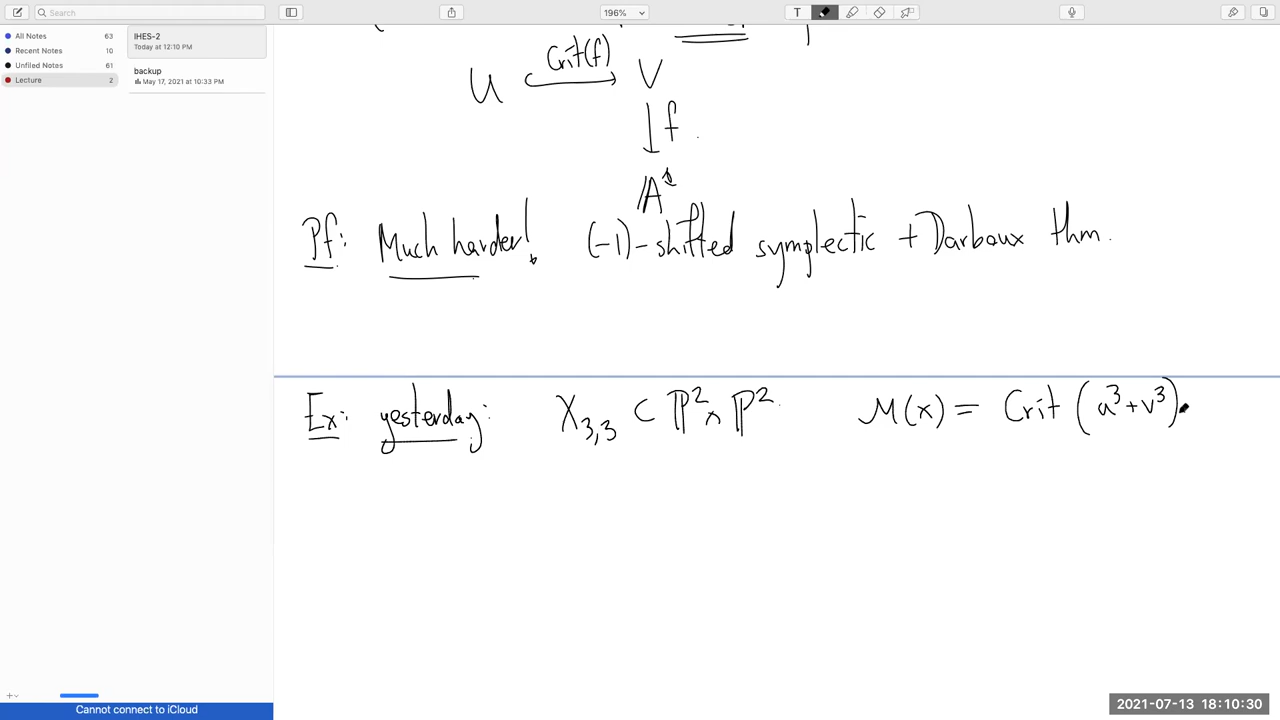 Search
196%
T
All Notes 63
Recent Notes 10
Unfiled Notes 61
Lecture 2
IHES-2
Today at 12:10 PM
backup
May 17, 2021 at 10:33 PM
Crit(f)
U V
f
A¹
Pf: Much harder! (-1)-shifted symplectic + Darboux thm.
Ex: yesterday: X₃,₃ ⊂ ℙ² × ℙ². M(x) = Crit (u³+v³)
Cannot connect to iCloud
2021-07-13 18:10:30